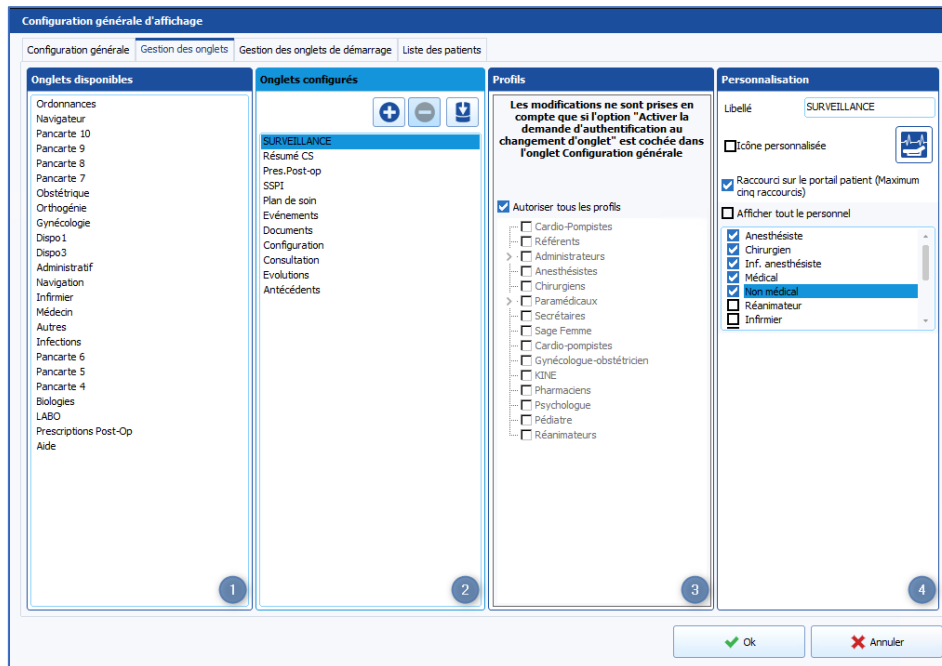 Configuration générale d'affichage
Configuration générale
Gestion des onglets
Gestion des onglets de démarrage
Liste des patients
Onglets disponibles
Ordonnances
Navigateur
Pancarte 10
Pancarte 9
Pancarte 8
Pancarte 7
Obstétrique
Orthogénie
Gynécologie
Dispo1
Dispo3
Administratif
Navigation
Infirmier
Médecin
Autres
Infections
Pancarte 6
Pancarte 5
Pancarte 4
Biologies
LABO
Prescriptions Post-Op
Aide
1
Onglets configurés
SURVEILLANCE
Résumé CS
Pres.Post-op
SSPI
Plan de soin
Evénements
Documents
Configuration
Consultation
Evolutions
Antécédents
2
Profils
Les modifications ne sont prises en
compte que si l'option "Activer la
demande d'authentification au
changement d'onglet" est cochée dans
l'onglet Configuration générale
Autoriser tous les profils
Cardio-Pompistes
Référents
Administrateurs
Anesthésistes
Chirurgiens
Paramédicaux
Secrétaires
Sage Femme
Cardio-pompistes
Gynécologue-obstétricien
KINE
Pharmaciens
Psychologue
Pédiatre
Réanimateurs
3
Personnalisation
Libellé
SURVEILLANCE
Icône personnalisée
Raccourci sur le portail patient (Maximum
cinq raccourcis)
Afficher tout le personnel
Anesthésiste
Chirurgien
Inf. anesthésiste
Médical
Non médical
Réanimateur
Infirmier
4
Ok
Annuler